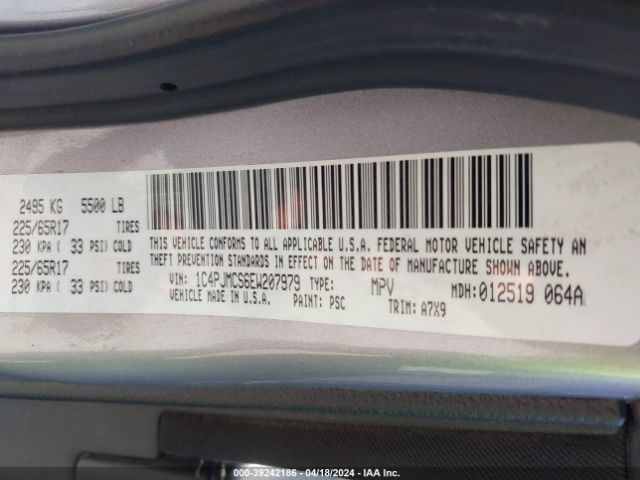 2495 KG 5500 LB
225/65R17 TIRES
230 KPA ( 33 PSI) COLD
225/65R17 TIRES
230 KPA ( 33 PSI) COLD
THIS VEHICLE CONFORMS TO ALL APPLICABLE U.S.A. FEDERAL MOTOR VEHICLE SAFETY AN
THEFT PREVENTION STANDARDS IN EFFECT ON THE DATE OF MANUFACTURE SHOWN ABOVE.
VIN: 1C4PJMCS6EW207979 TYPE: MPV MDH:012519 064A
VEHICLE MADE IN U.S.A. PAINT: PSC TRIM: A7X9
000-39242186 - 04/18/2024 - IAA Inc.